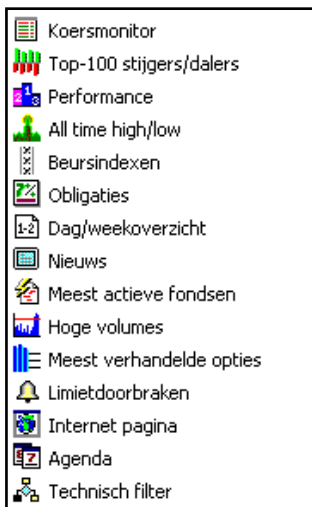 Koersmonitor
Top-100 stijgers/dalers
Performance
All time high/low
Beursindexen
Obligaties
Dag/weekoverzicht
Nieuws
Meest actieve fondsen
Hoge volumes
Meest verhandelde opties
Limietdoorbraken
Internet pagina
Agenda
Technisch filter